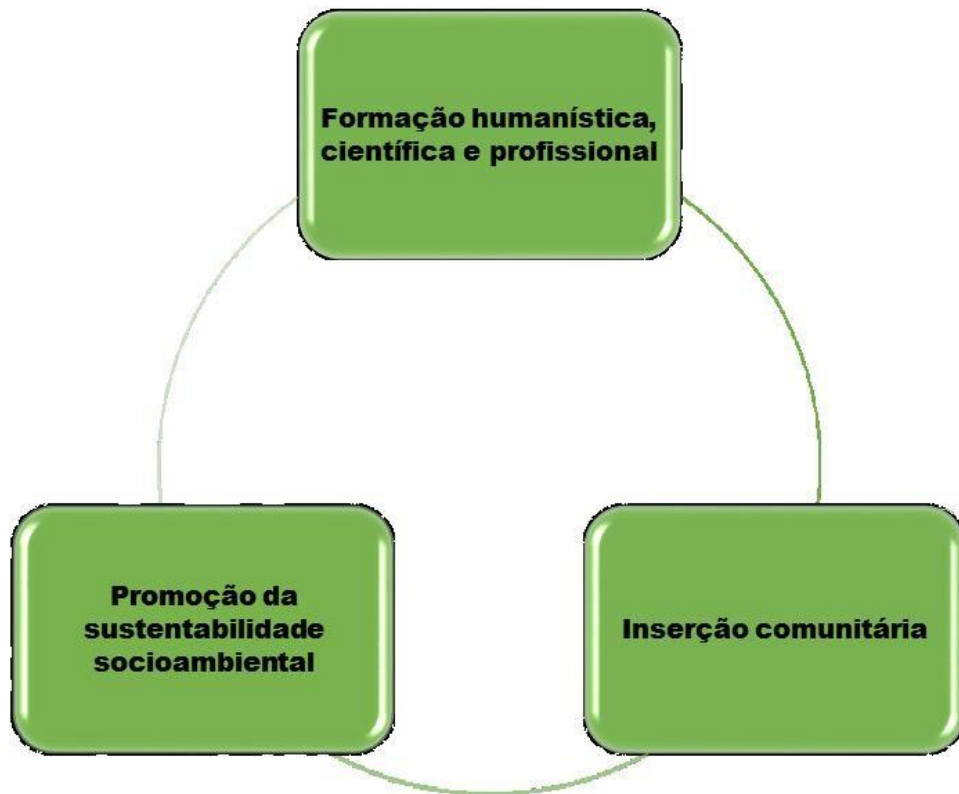 Formação humanística,
científica e profissional
Promoção da
sustentabilidade
socioambiental
Inserção comunitária